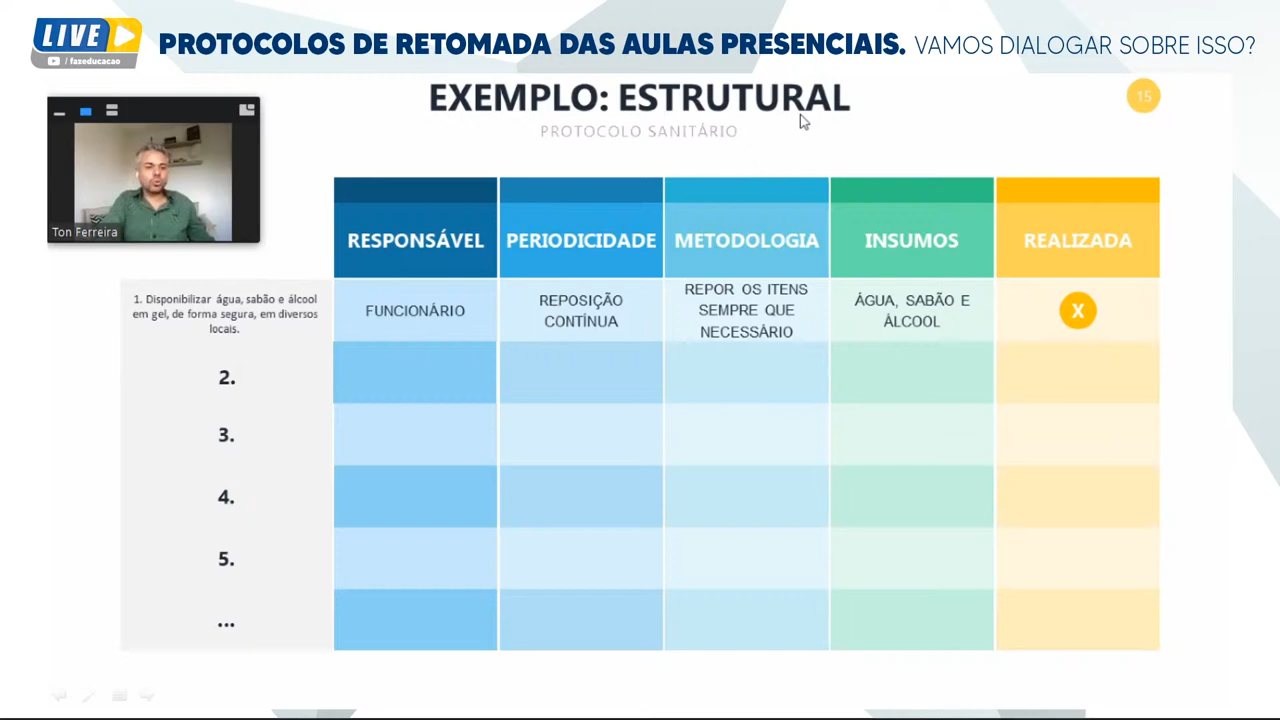 LIVE
/ fazeducacao
PROTOCOLOS DE RETOMADA DAS AULAS PRESENCIAIS. VAMOS DIALOGAR SOBRE ISSO?
EXEMPLO: ESTRUTURAL
15
PROTOCOLO SANITÁRIO
Ton Ferreira
RESPONSÁVEL PERIODICIDADE METODOLOGIA INSUMOS REALIZADA
1. Disponibilizar água, sabão e álcool
em gel, de forma segura, em diversos
locais.
FUNCIONÁRIO
REPOSIÇÃO
CONTÍNUA
REPOR OS ITENS
SEMPRE QUE
NECESSÁRIO
ÁGUA, SABÃO E
ÁLCOOL
X
2.
3.
4.
5.
...